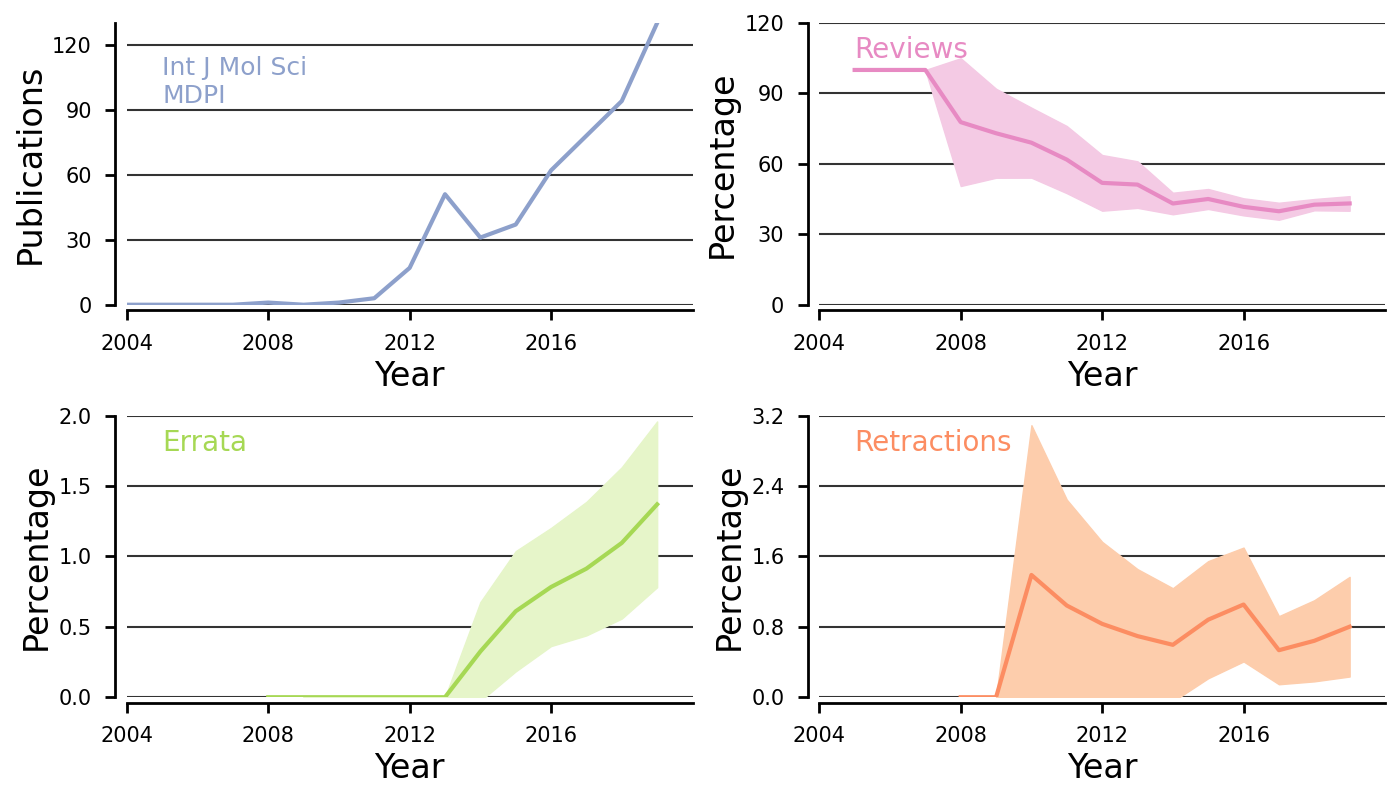 120
90
60
30
0
Publications
Int J Mol Sci
MDPI
2004 2008 2012 2016
Year
120
90
60
30
0
Percentage
Reviews
2004 2008 2012 2016
Year
2.0
1.5
1.0
0.5
0.0
Percentage
Errata
2004 2008 2012 2016
Year
3.2
2.4
1.6
0.8
0.0
Percentage
Retractions
2004 2008 2012 2016
Year